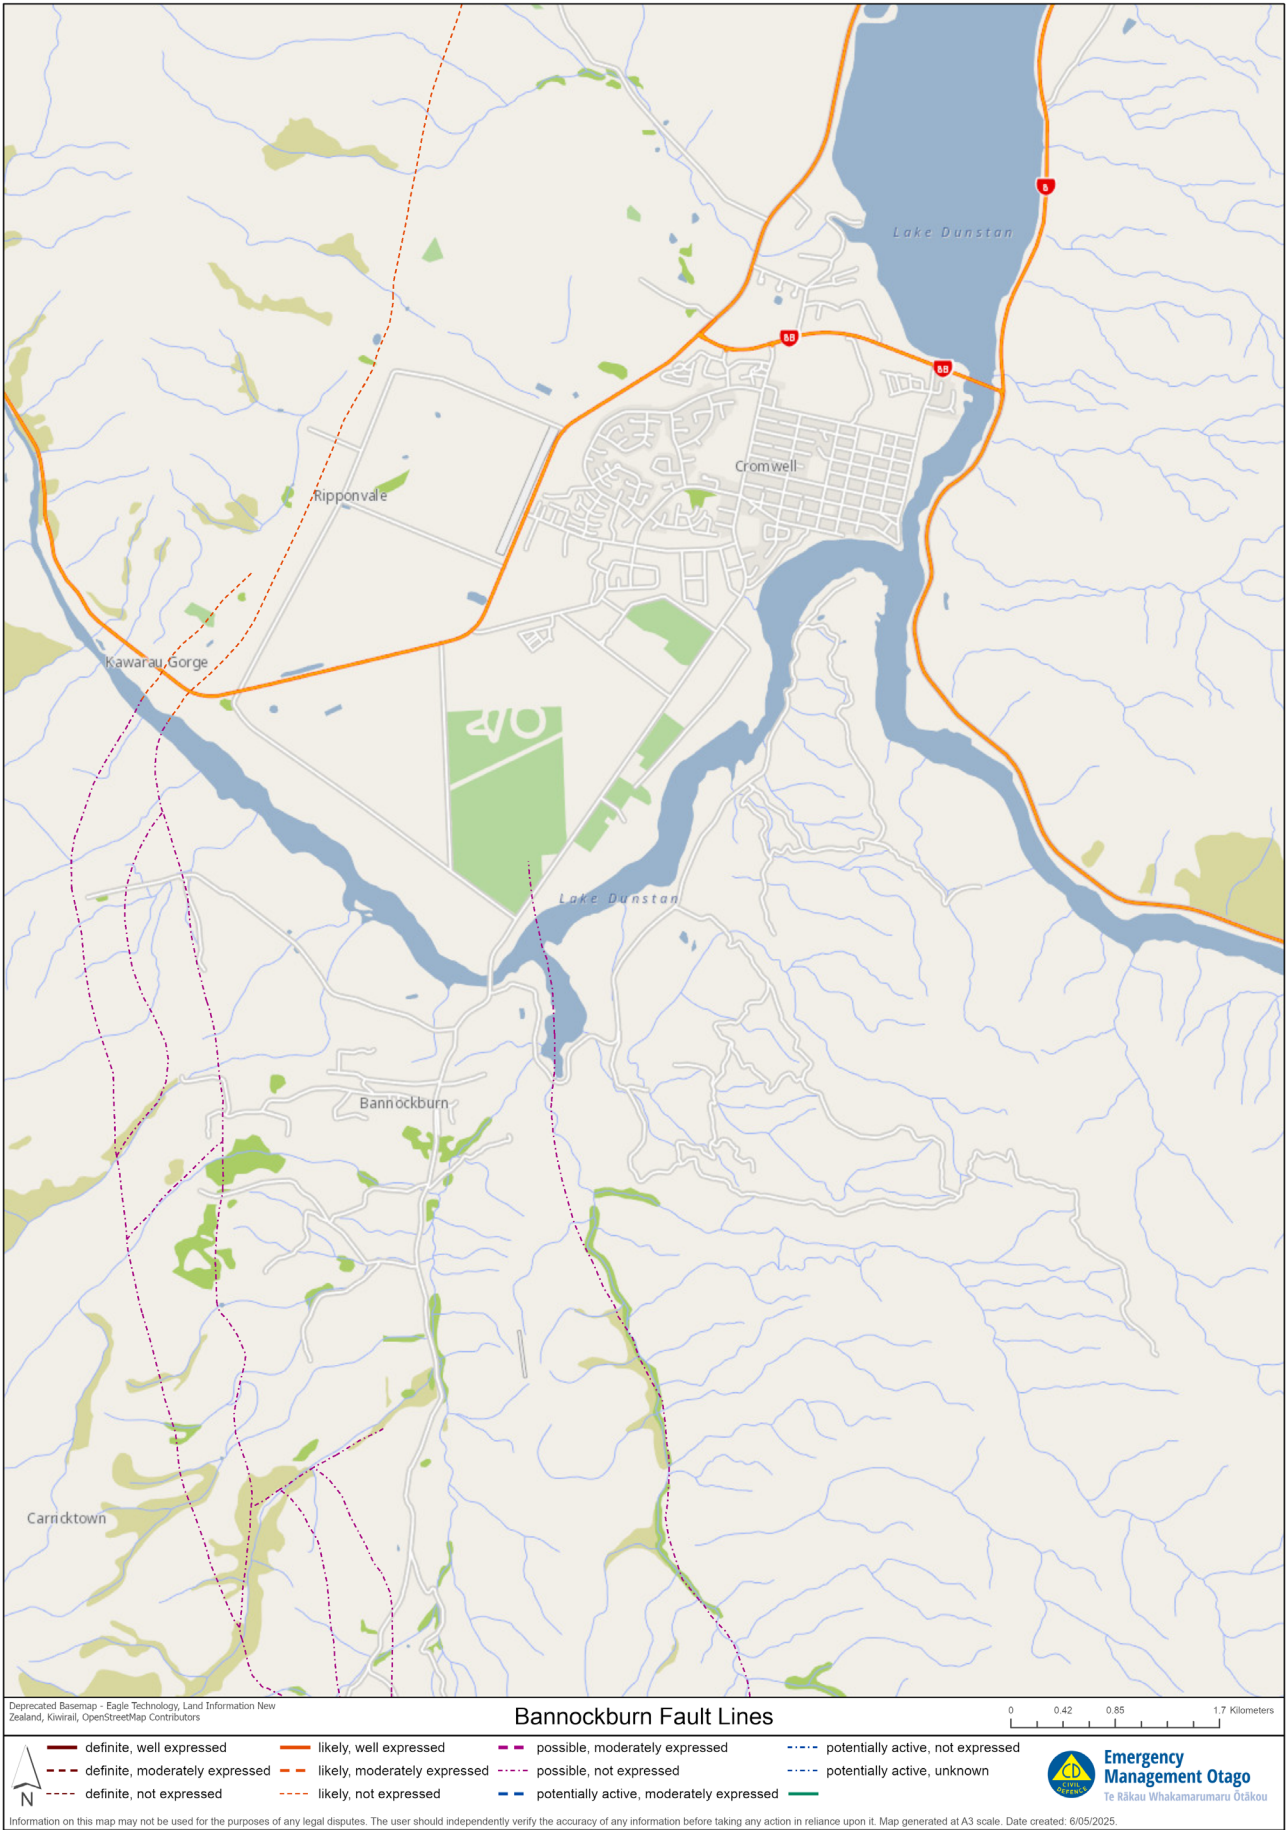 8
Lake Dunstan
8B
8B
Cromwell
Ripponvale
Kawarau Gorge
Lake Dunstan
Bannockburn
Carricktown
Deprecated Basemap - Eagle Technology, Land Information New
Zealand, Kiwirail, OpenStreetMap Contributors
Bannockburn Fault Lines
0 0.42 0.85 1.7 Kilometers
N
definite, well expressed
definite, moderately expressed
definite, not expressed
likely, well expressed
likely, moderately expressed
likely, not expressed
possible, moderately expressed
possible, not expressed
potentially active, moderately expressed
potentially active, not expressed
potentially active, unknown
CD
CIVIL
DEFENCE
Emergency
Management Otago
Te Rākau Whakamarumaru Ōtākou
Information on this map may not be used for the purposes of any legal disputes. The user should independently verify the accuracy of any information before taking any action in reliance upon it. Map generated at A3 scale. Date created: 6/05/2025.